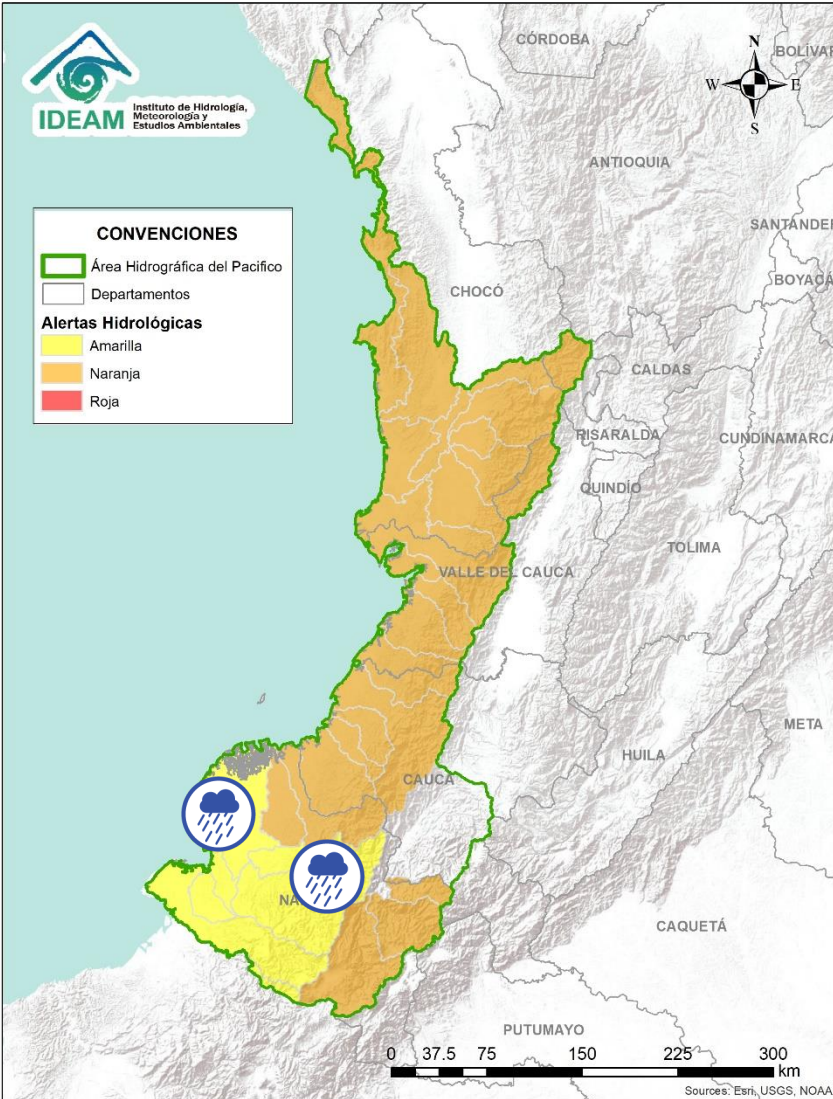 IDEAM
Instituto de Hidrología,
Meteorología y
Estudios Ambientales
CONVENCIONES
Área Hidrográfica del Pacifico
Departamentos
Alertas Hidrológicas
Amarilla
Naranja
Roja
N
W
E
S
CÓRDOBA
BOLÍVAR
ANTIOQUIA
SANTANDER
BOYACÁ
CHOCÓ
CALDAS
RISARALDA
CUNDINAMARCA
QUINDÍO
TOLIMA
VALLE DEL CAUCA
META
HUILA
CAUCA
NA
CAQUETÁ
PUTUMAYO
0 37.5 75 150 225 300
km
Sources: Esri, USGS, NOAA